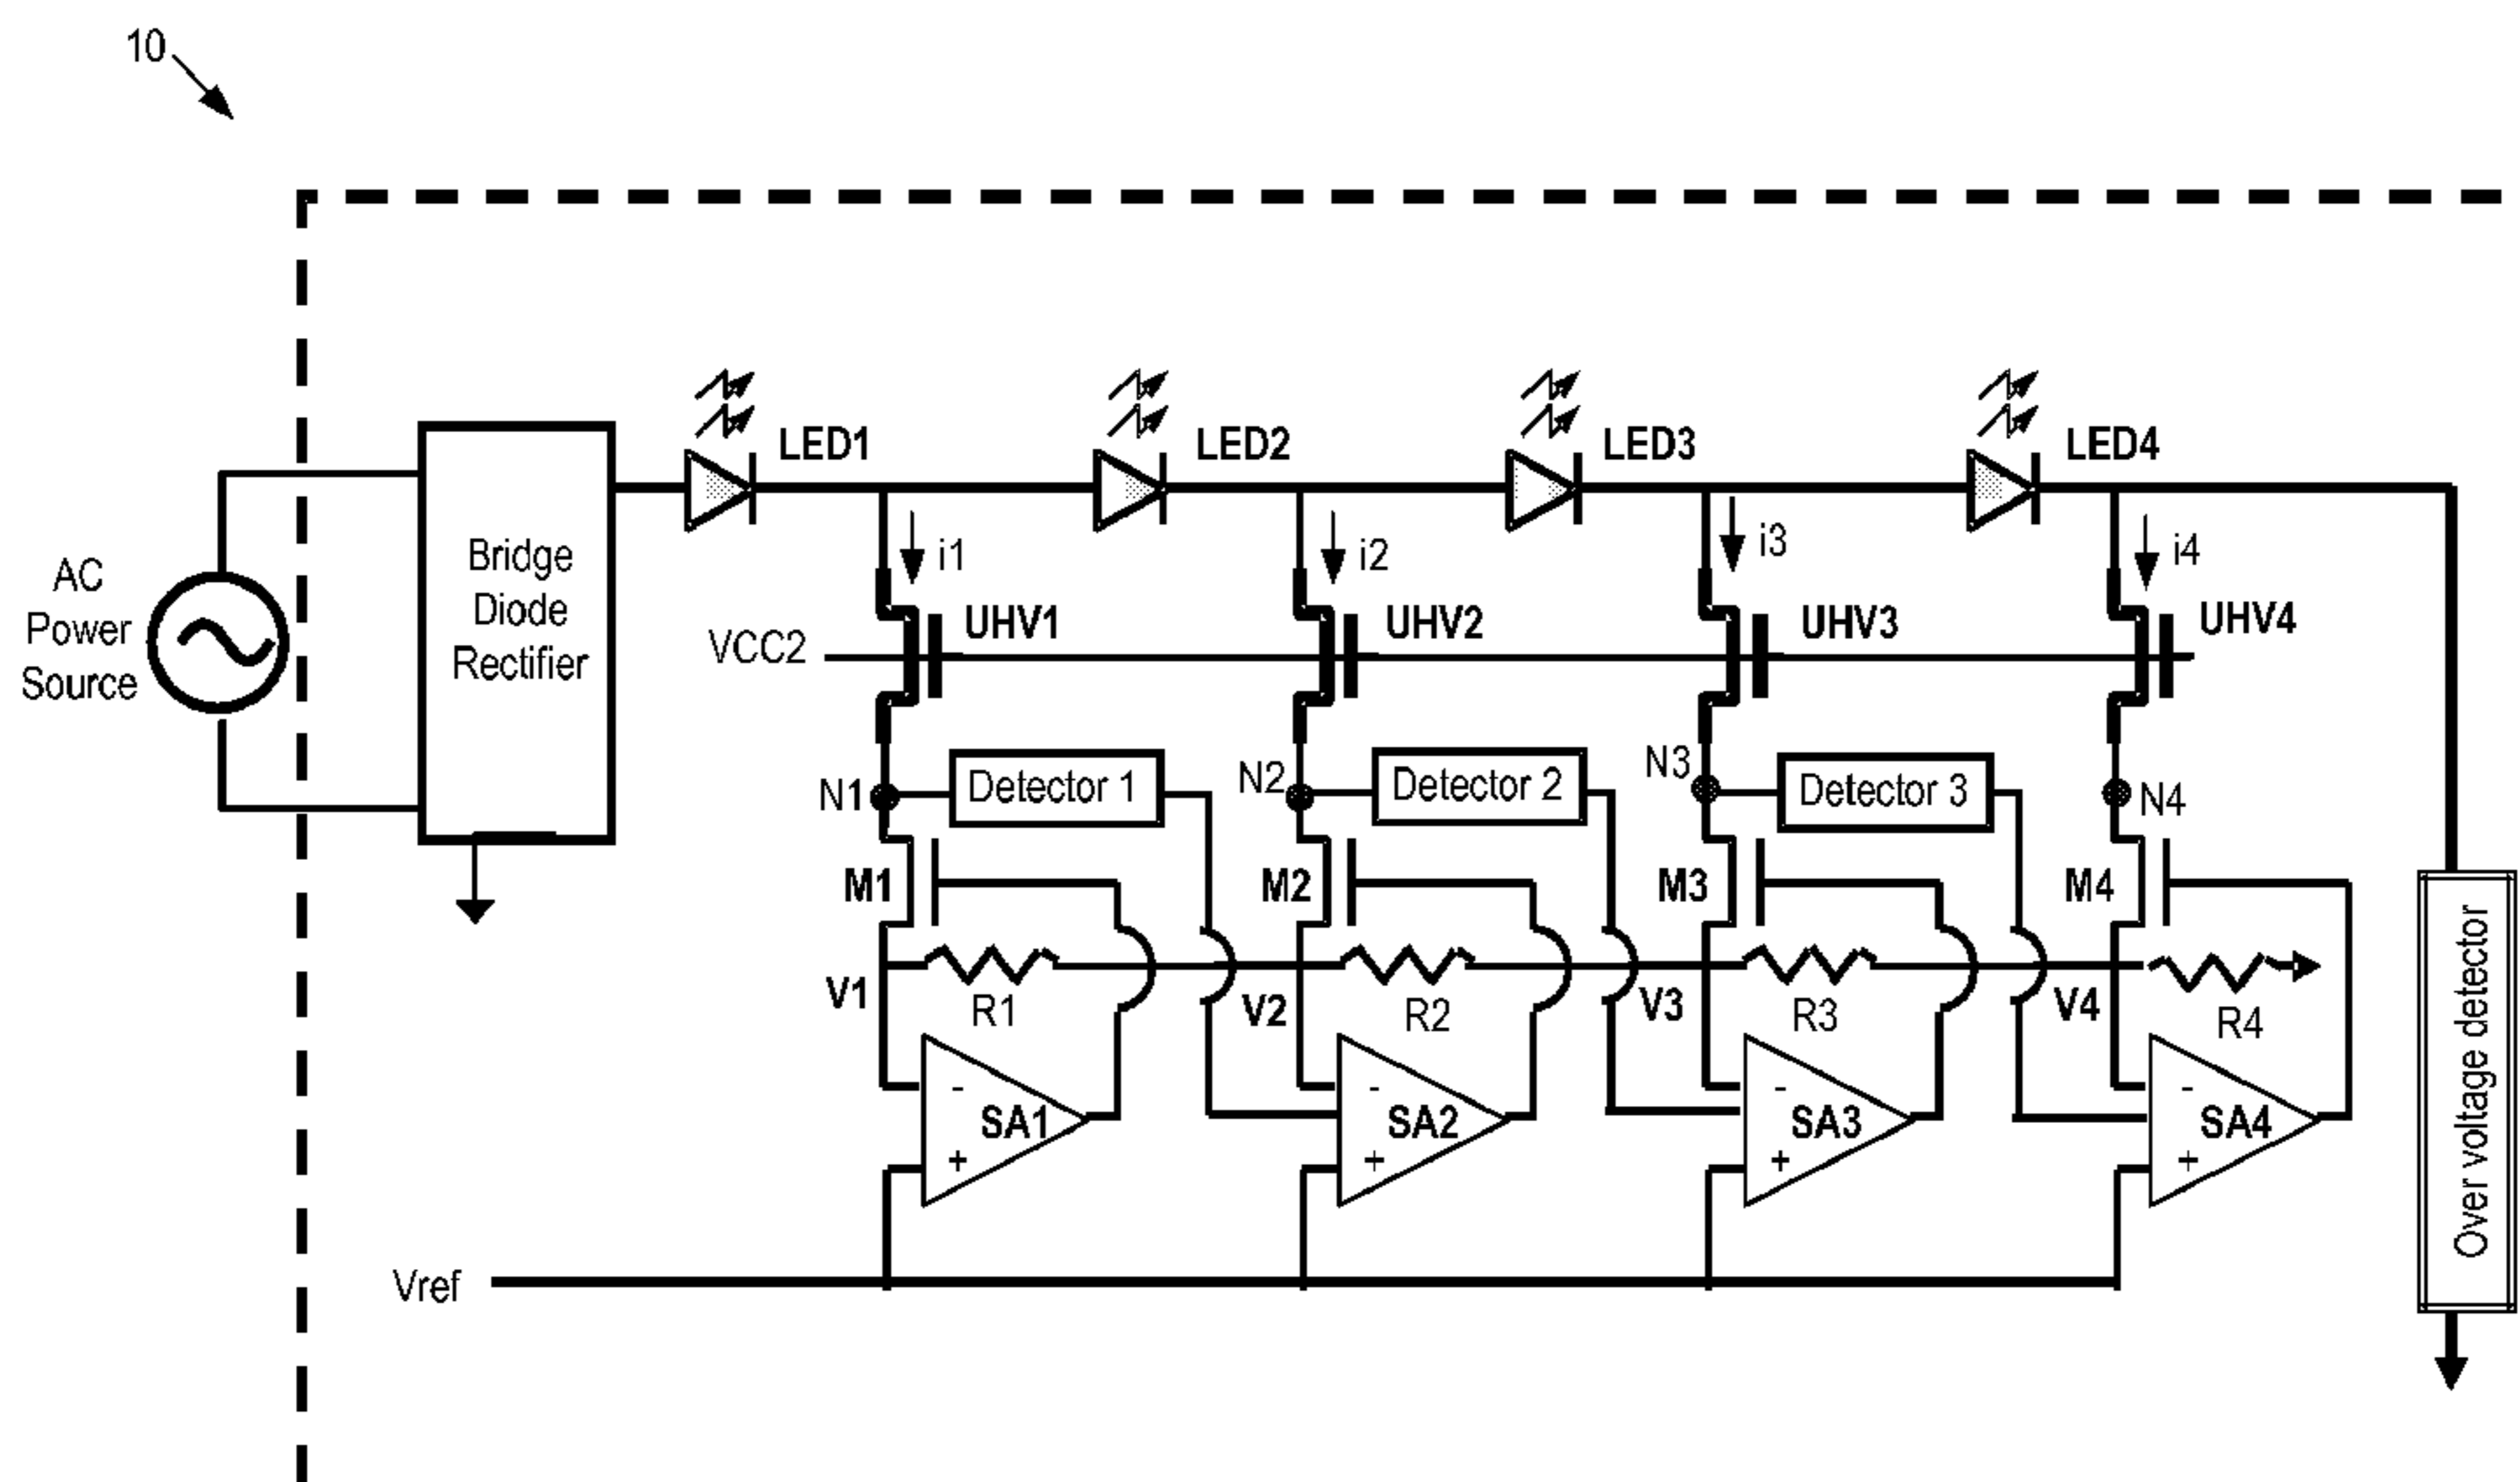 10
LED1
LED2
LED3
LED4
AC
Power
Source
Bridge
Diode
Rectifier
i1
i2
i3
i4
VCC2
UHV1
UHV2
UHV3
UHV4
N1
Detector 1
N2
Detector 2
N3
Detector 3
N4
M1
M2
M3
M4
V1
R1
V2
R2
V3
R3
V4
R4
-
SA1
+
-
SA2
+
-
SA3
+
-
SA4
+
Vref
Over voltage detector